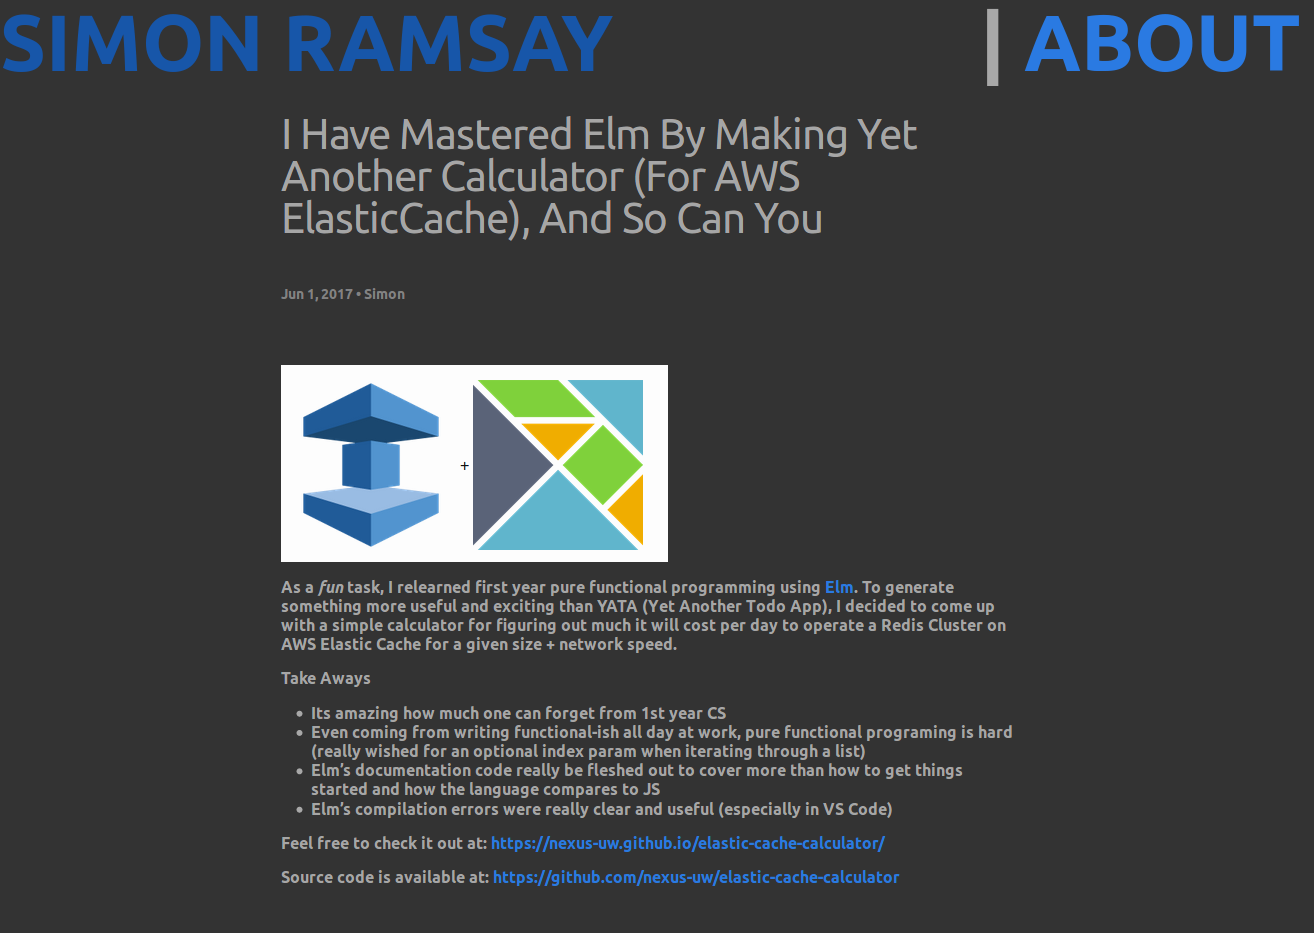 SIMON RAMSAY | ABOUT
I Have Mastered Elm By Making Yet
Another Calculator (For AWS
ElasticCache), And So Can You
Jun 1, 2017 • Simon
+
As a fun task, I relearned first year pure functional programming using Elm. To generate
something more useful and exciting than YATA (Yet Another Todo App), I decided to come up
with a simple calculator for figuring out much it will cost per day to operate a Redis Cluster on
AWS Elastic Cache for a given size + network speed.
Take Aways
• Its amazing how much one can forget from 1st year CS
• Even coming from writing functional-ish all day at work, pure functional programing is hard
(really wished for an optional index param when iterating through a list)
• Elm’s documentation code really be fleshed out to cover more than how to get things
started and how the language compares to JS
• Elm’s compilation errors were really clear and useful (especially in VS Code)
Feel free to check it out at: https://nexus-uw.github.io/elastic-cache-calculator/
Source code is available at: https://github.com/nexus-uw/elastic-cache-calculator